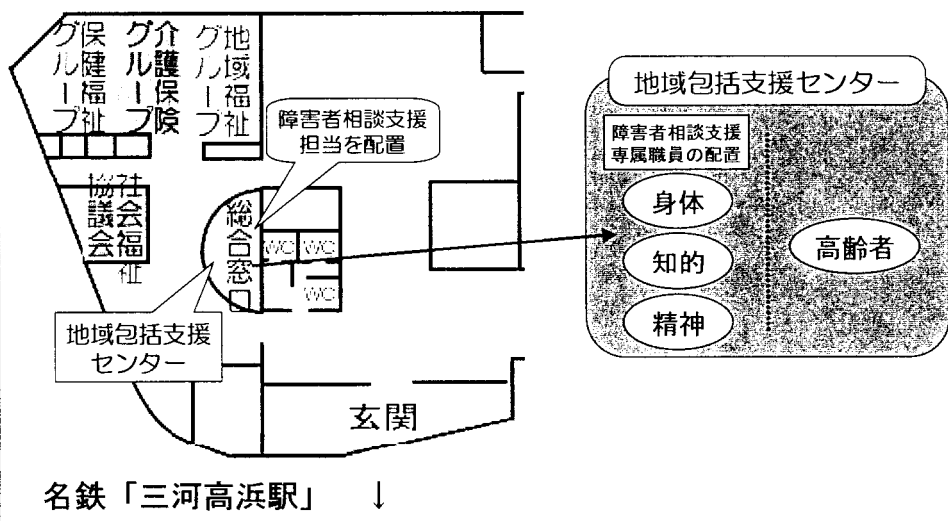 保健福祉
グループ
介護保険
グループ
地域福祉
グループ
障害者相談支援
担当を配置
社会福祉
協議会
総合窓口
WC
WC
WC
地域包括支援
センター
玄関
名鉄「三河高浜駅」 ↓
地域包括支援センター
障害者相談支援
専属職員の配置
身体
知的
精神
高齢者